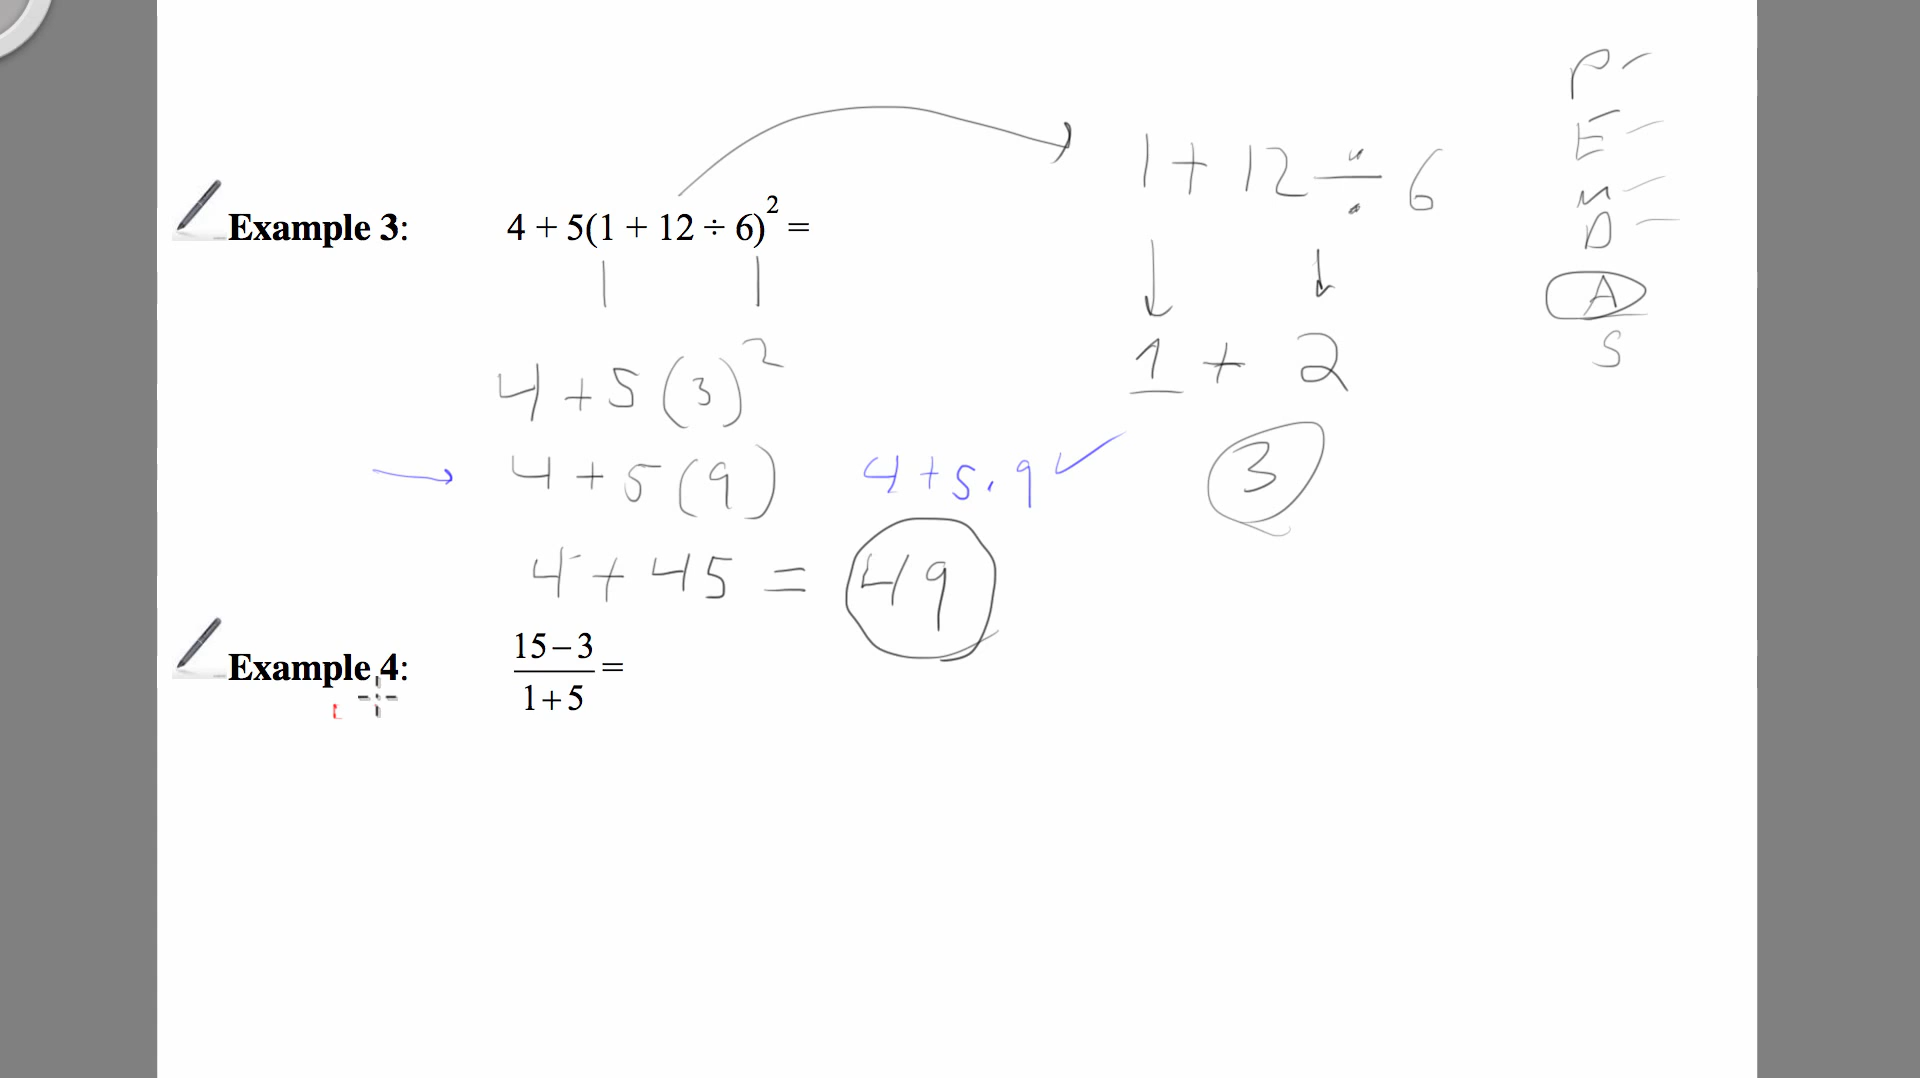 Example 3: 4 + 5(1 + 12 ÷ 6)² =
1 + 12 ÷ 6
1 + 2
3
4 + 5 (3)²
4 + 5 (9)
4 + 5 · 9 ✓
4 + 45 = 49
P
E
M
D
A
S
Example 4: 15 – 3
1 + 5
=